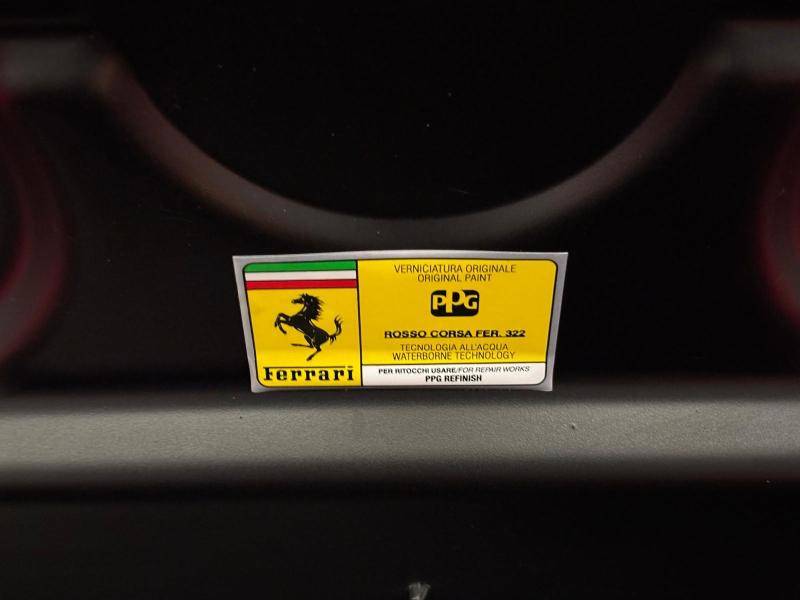 VERNICIATURA ORIGINALE
ORIGINAL PAINT
PPG
ROSSO CORSA FER. 322
TECNOLOGIA ALL'ACQUA
WATERBORNE TECHNOLOGY
Ferrari
PER RITOCCHI USARE/FOR REPAIR WORKS
PPG REFINISH